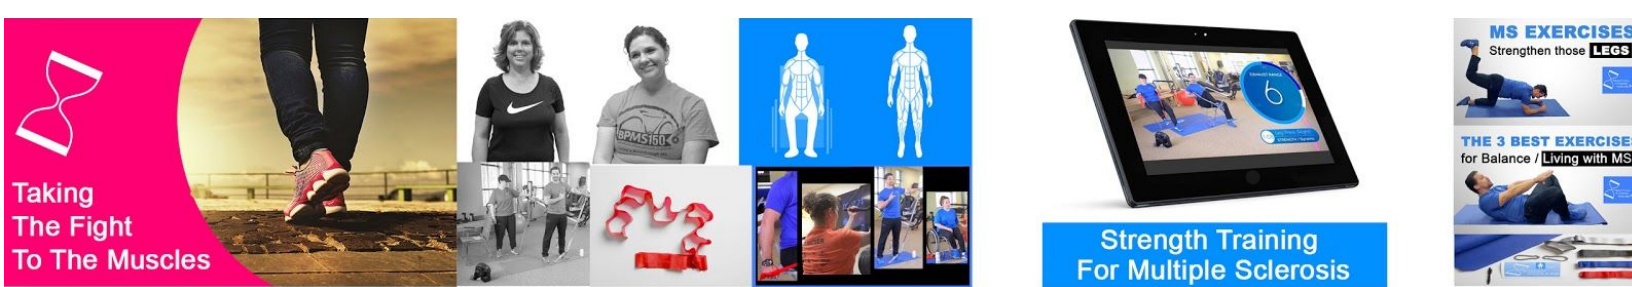 Taking
The Fight
To The Muscles
BPMS150
6
Strength Training
For Multiple Sclerosis
MS EXERCISES
Strengthen those LEGS
THE 3 BEST EXERCISES
for Balance / Living with MS